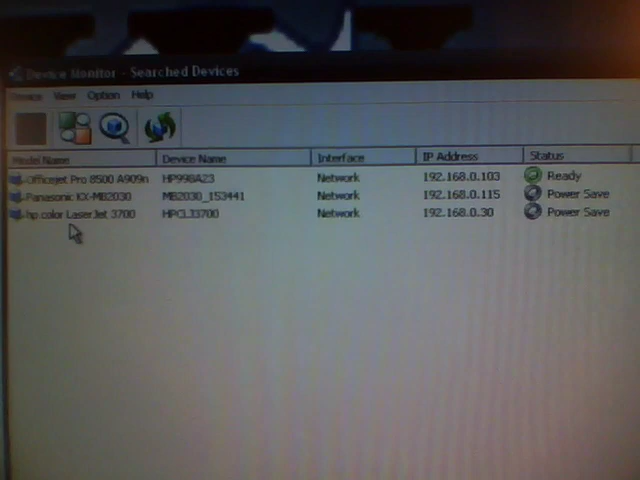 Device Monitor - Searched Devices
Device View Option Help
Model Name Device Name Interface IP Address Status
Officejet Pro 8500 A909n HP998A23 Network 192.168.0.103 Ready
Panasonic KX-MB2030 MB2030_153441 Network 192.168.0.115 Power Save
hp color LaserJet 3700 HPCLJ3700 Network 192.168.0.30 Power Save